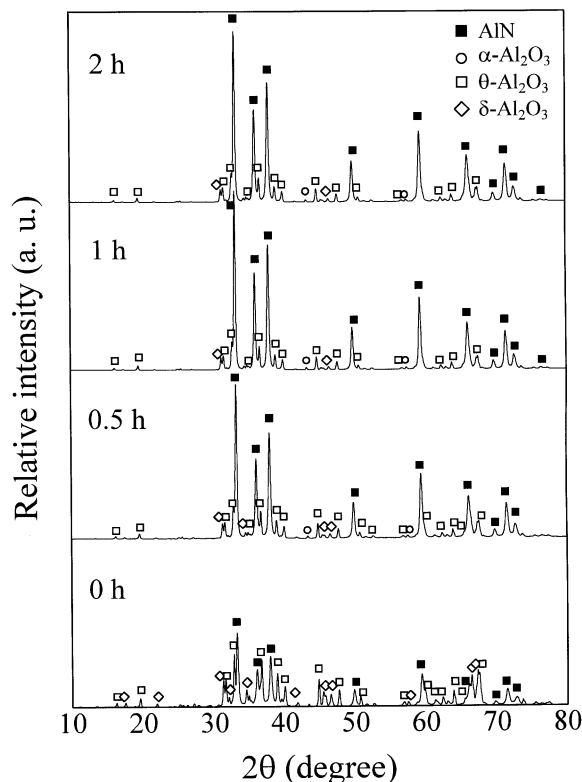 2 h
■ AlN
○ α-Al₂O₃
□ θ-Al₂O₃
◇ δ-Al₂O₃
1 h
0.5 h
0 h
Relative intensity (a. u.)
10 20 30 40 50 60 70 80
2θ (degree)